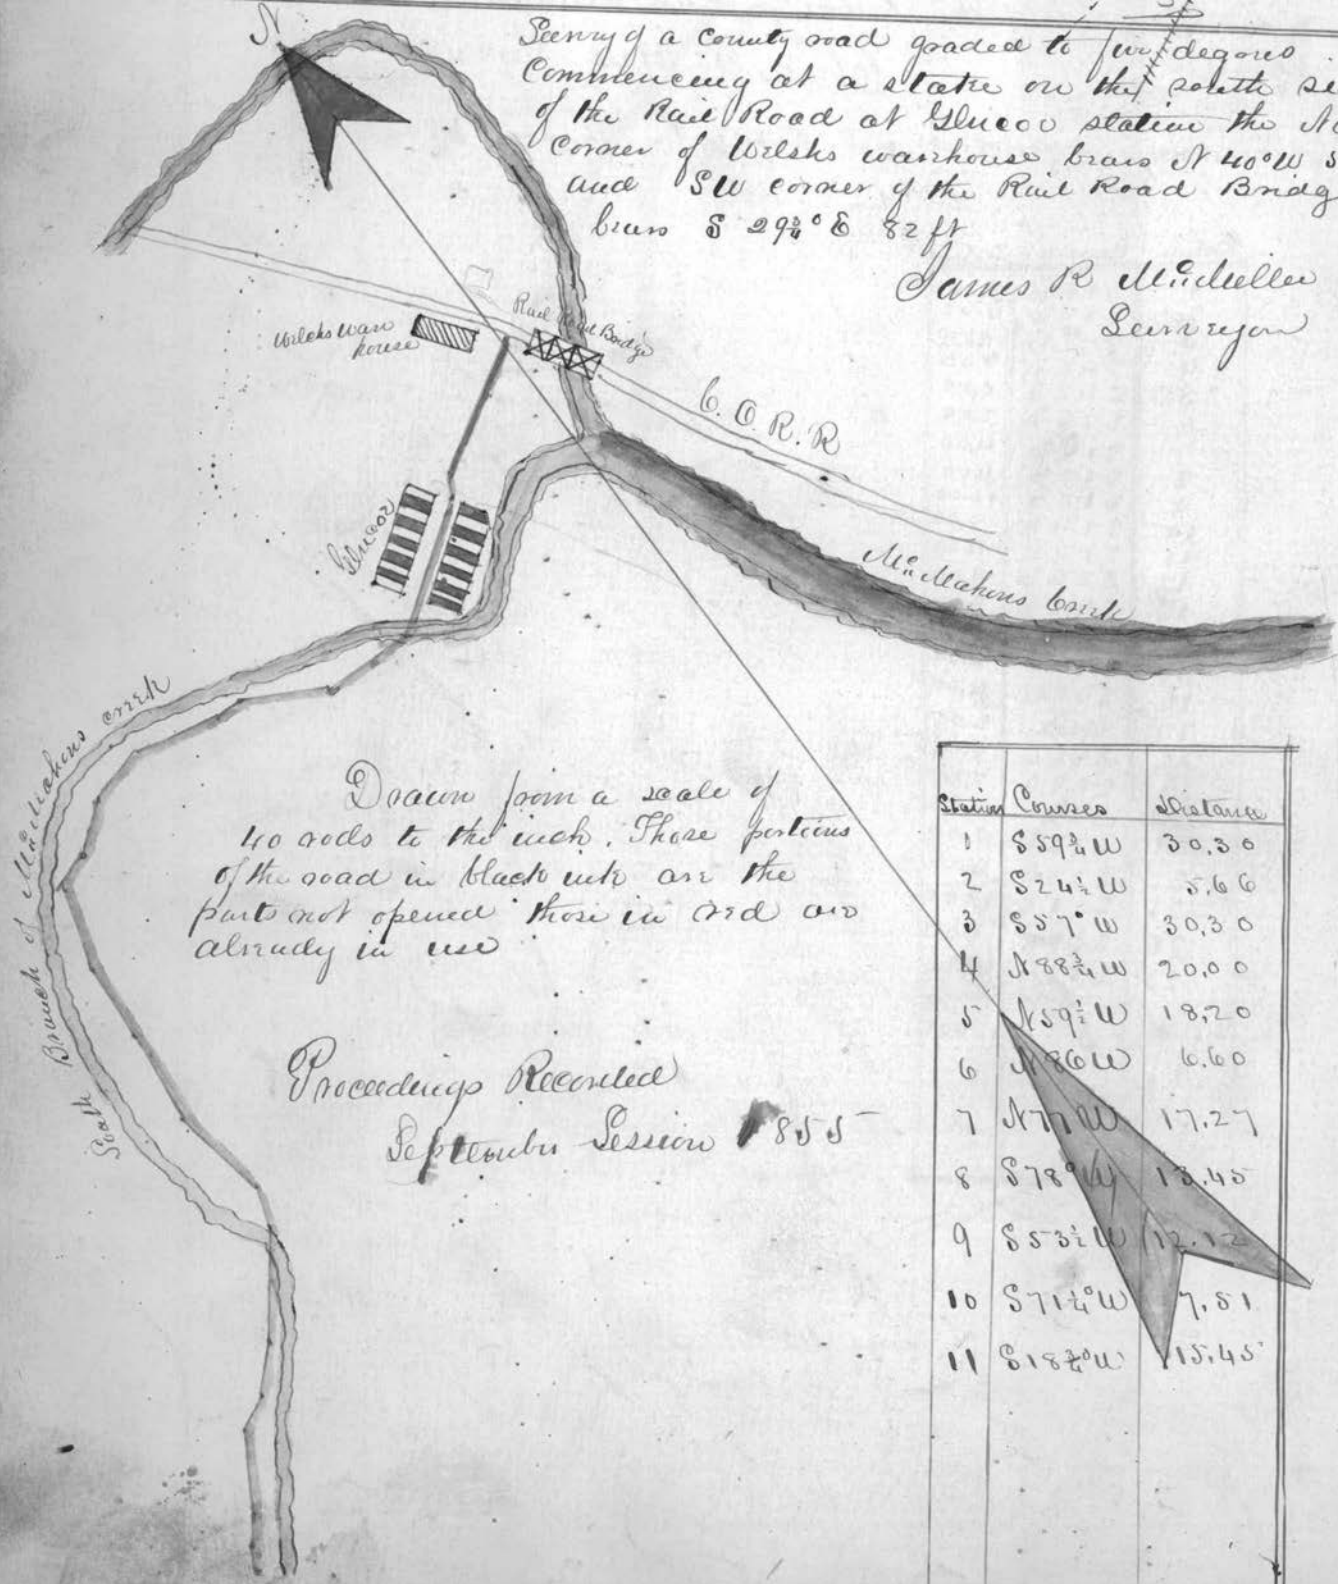 N
Survey of a county road graded to five degrees
Commencing at a stake on the south si
of the Rail Road at Glencoe station the No
Corner of Welshs warehouse bears N 40° W 5
and SW corner of the Rail Road Bridg
bears S 29¾° E 82 ft
James R McMullen
Surveyor
Welshs ware
house
Rail Road Bridge
C. O. R. R
Glencoe
McMahons Creek
South Branch of McMahons creek
Drawn from a scale of
40 rods to the inch. Those portions
of the road in black ink are the
parts not opened those in red are
already in use
Proceedings Recorded
September Session 1855
Station Courses Distance
1 S 59¾ W 30,30
2 S 24½ W 5.66
3 S 57° W 30,30
4 N 88¾ W 20,00
5 N 59½ W 18,20
6 N 86 W 6.60
7 N 77 W 17.27
8 S 78° W 13.45
9 S 53½ W 12.12
10 S 71¼° W 7.51
11 S 18¾° W 15.45